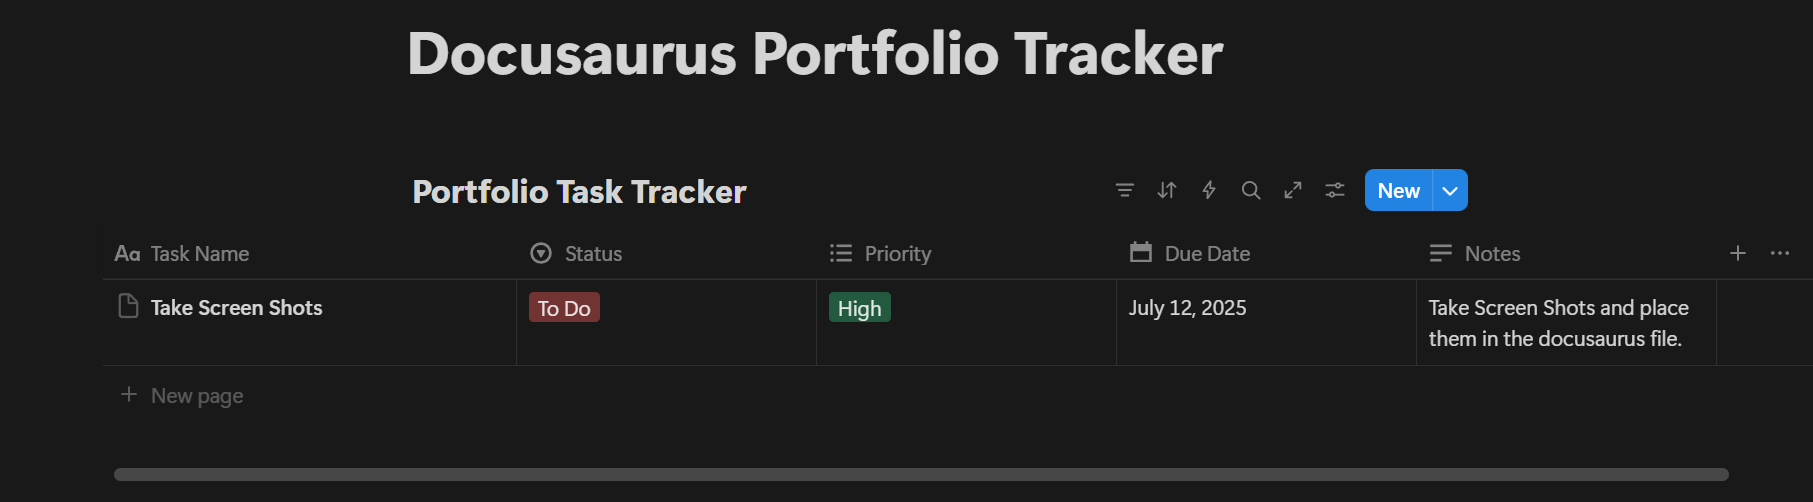 Docusaurus Portfolio Tracker
Portfolio Task Tracker
New
Aa Task Name
Status
Priority
Due Date
Notes
Take Screen Shots
To Do
High
July 12, 2025
Take Screen Shots and place
them in the docusaurus file.
New page